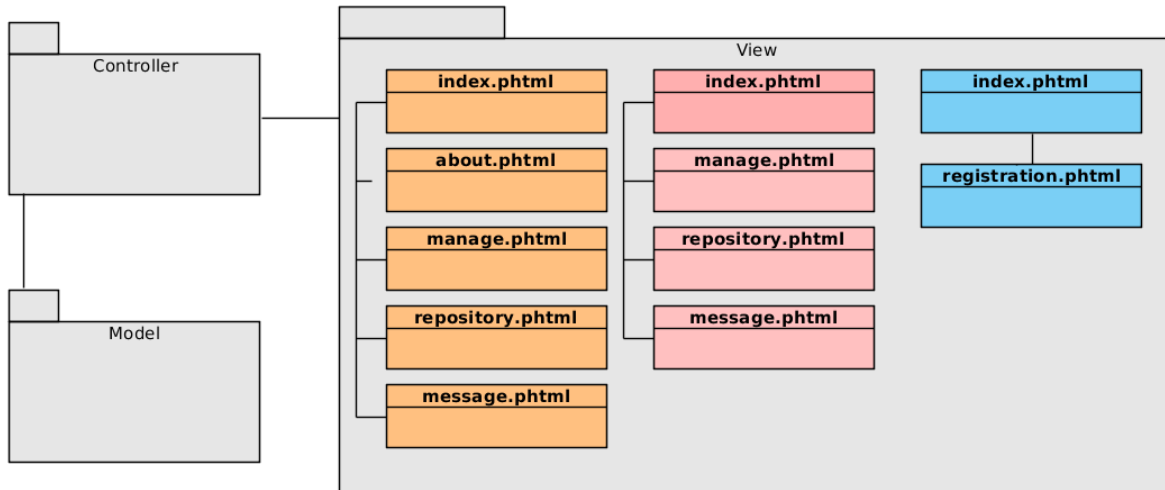 Controller
Model
View
index.phtml
about.phtml
manage.phtml
repository.phtml
message.phtml
index.phtml
manage.phtml
repository.phtml
message.phtml
index.phtml
registration.phtml